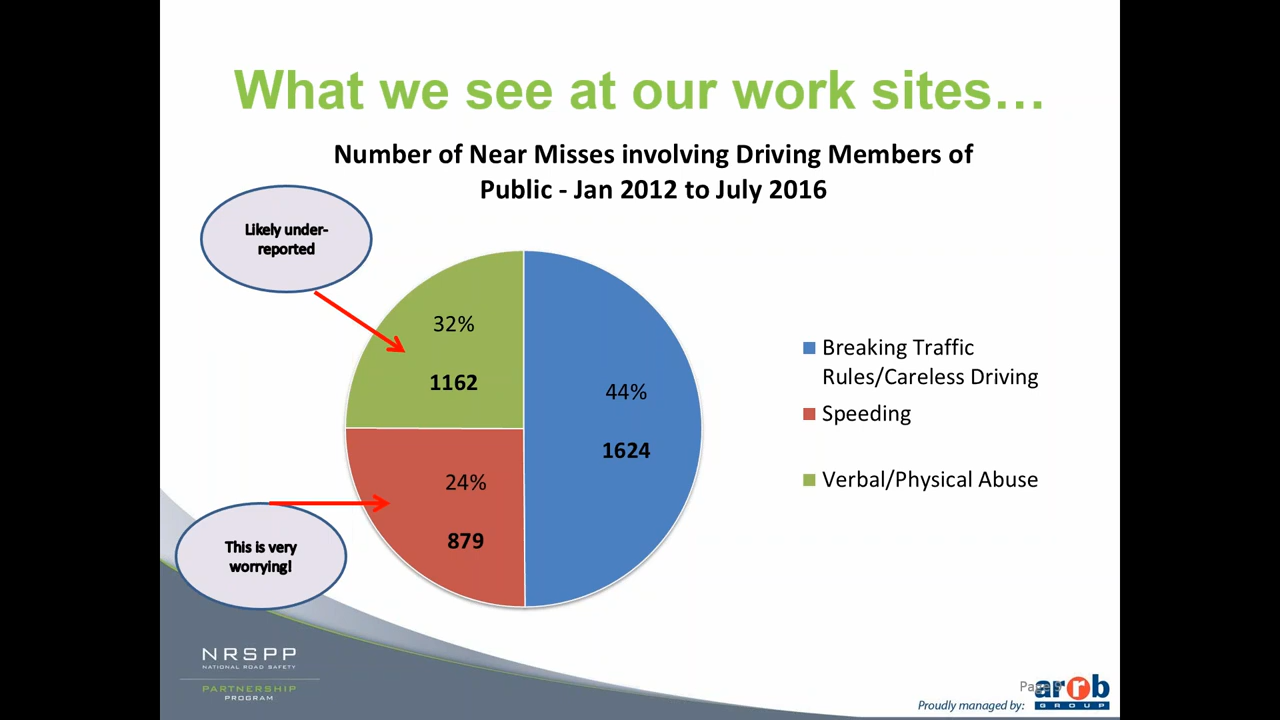 What we see at our work sites…
Number of Near Misses involving Driving Members of
Public - Jan 2012 to July 2016
Likely under-
reported
32%
1162
44%
1624
24%
879
Breaking Traffic
Rules/Careless Driving
Speeding
Verbal/Physical Abuse
This is very
worrying!
NRSPP
NATIONAL ROAD SAFETY
PARTNERSHIP
PROGRAM
Page
Proudly managed by:
arrb
GROUP